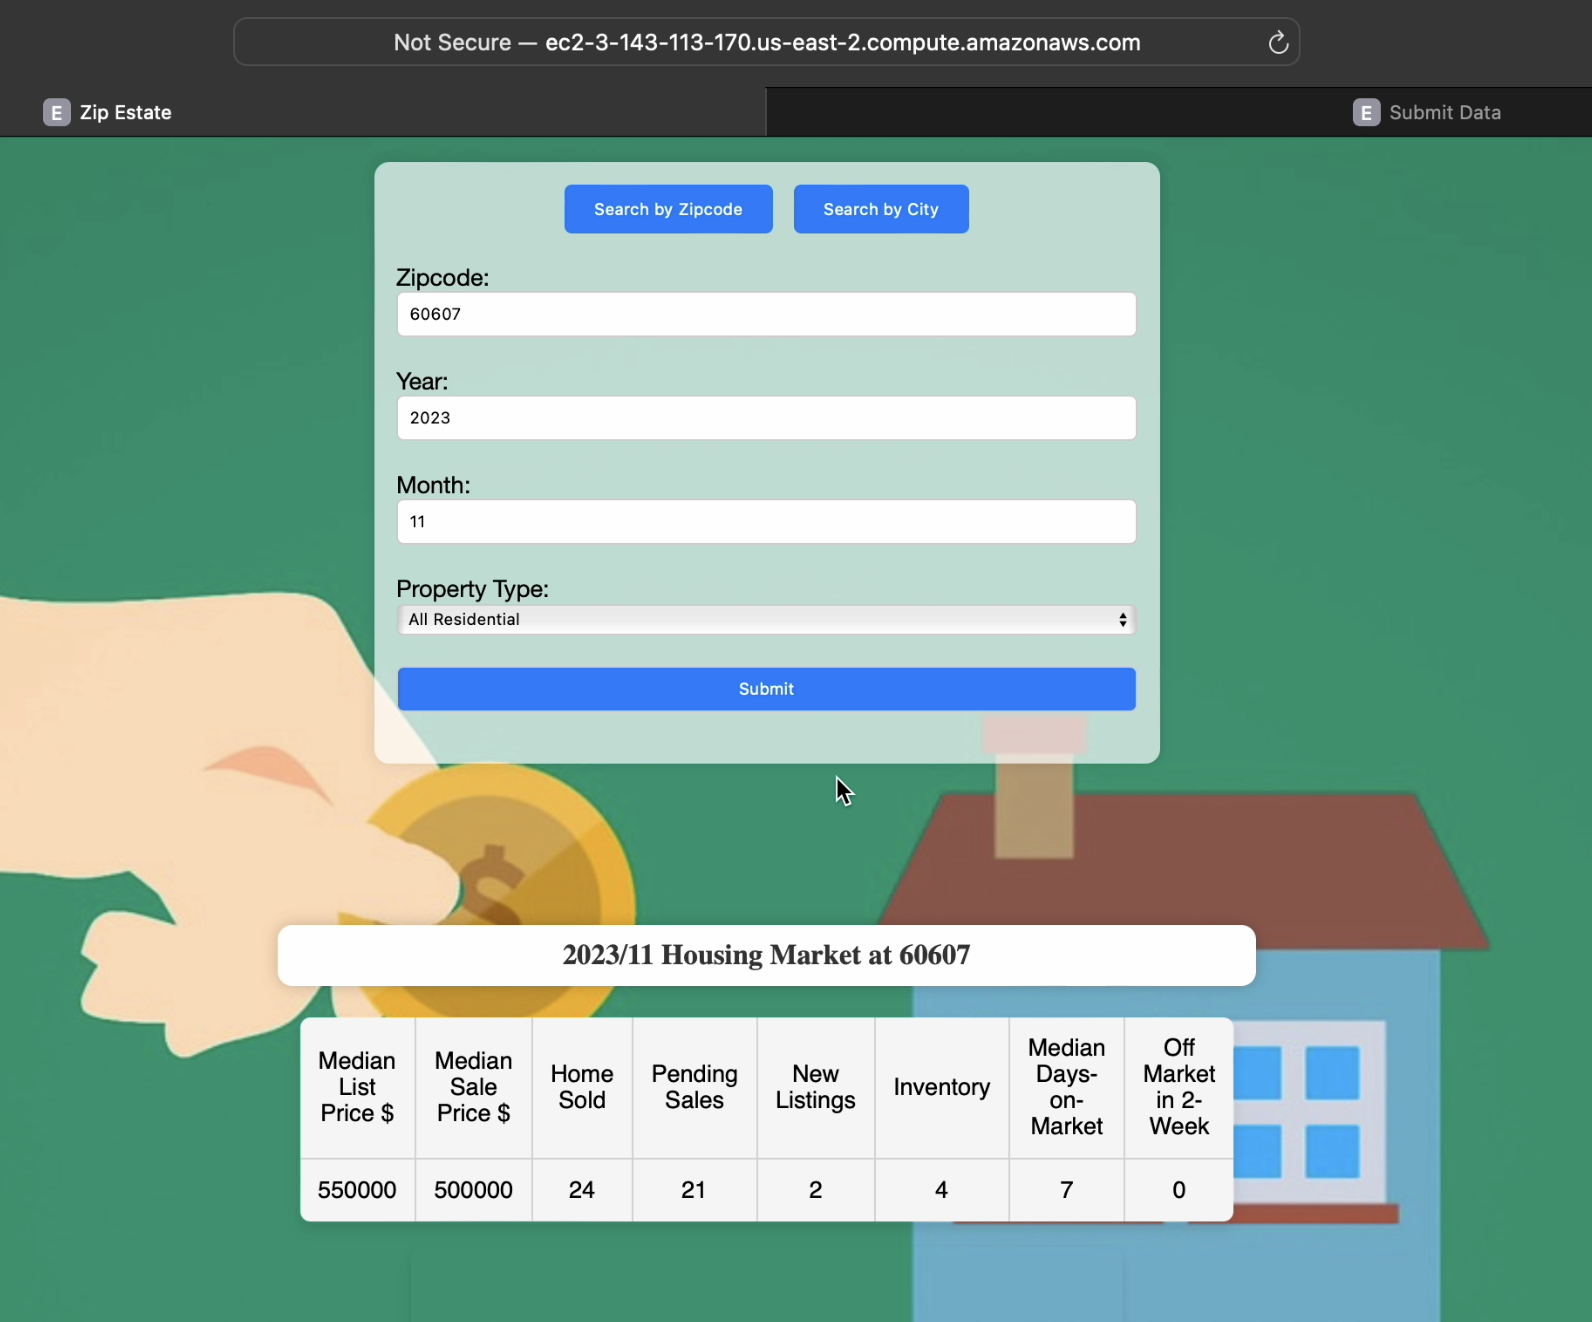 Not Secure — ec2-3-143-113-170.us-east-2.compute.amazonaws.com
E Zip Estate
E Submit Data
Search by Zipcode
Search by City
Zipcode:
60607
Year:
2023
Month:
11
Property Type:
All Residential
Submit
$
2023/11 Housing Market at 60607
Median List Price $
Median Sale Price $
Home Sold
Pending Sales
New Listings
Inventory
Median Days-on-Market
Off Market in 2-Week
550000
500000
24
21
2
4
7
0